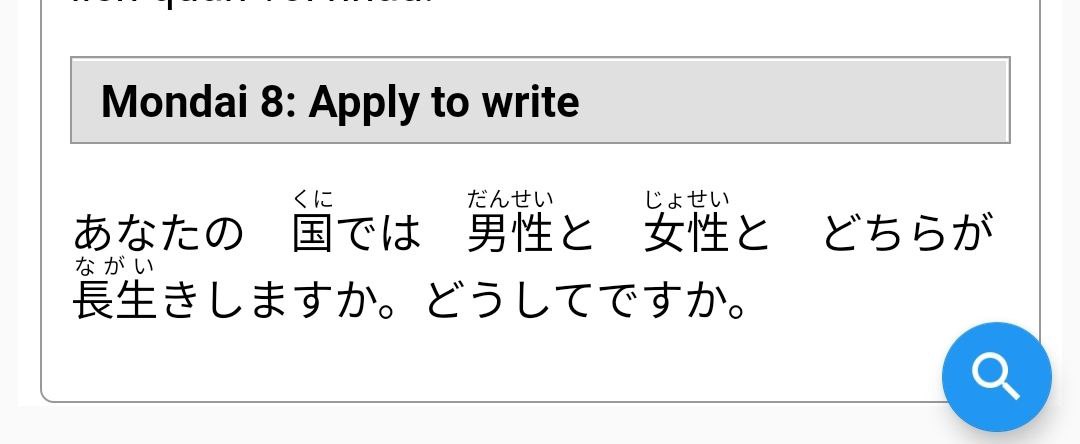 Mondai 8: Apply to write
くに だんせい じょせい
あなたの 国では 男性と 女性と どちらが
ながい
長生きしますか。どうしてですか。